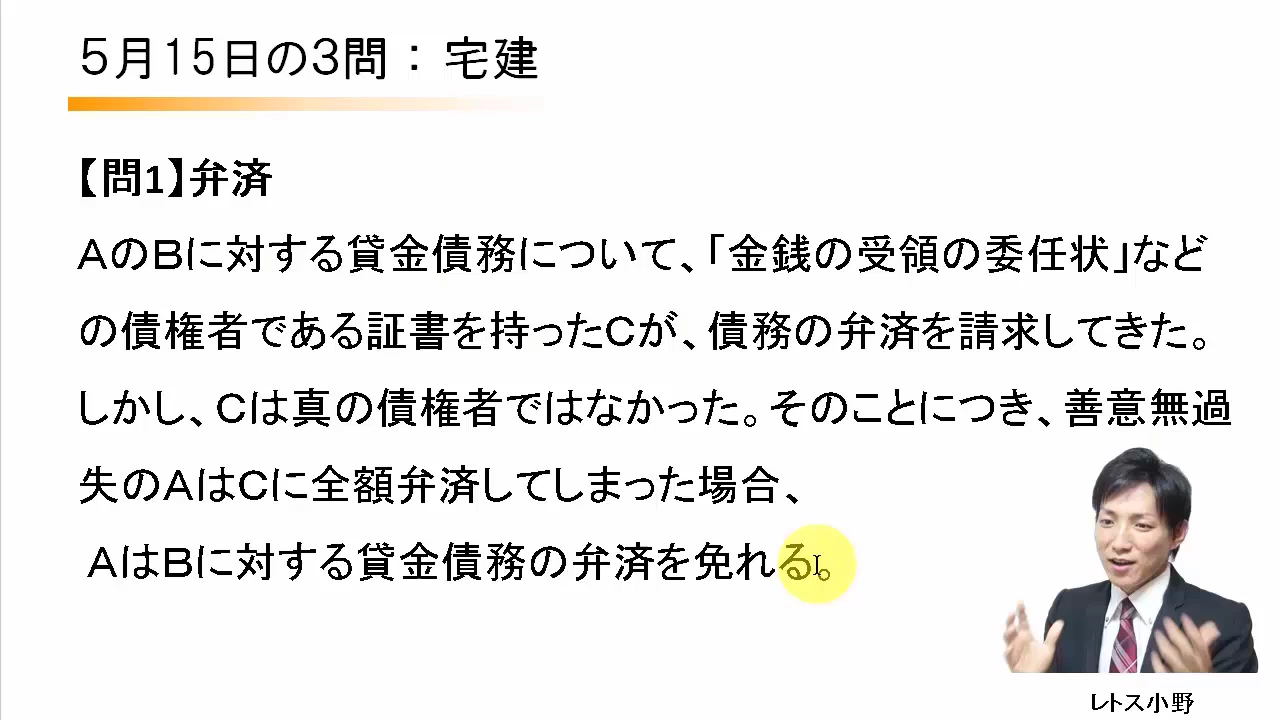 5月15日の3問：宅建
【問1】弁済
AのBに対する貸金債務について、「金銭の受領の委任状」など
の債権者である証書を持ったCが、債務の弁済を請求してきた。
しかし、Cは真の債権者ではなかった。そのことにつき、善意無過
失のAはCに全額弁済してしまった場合、
AはBに対する貸金債務の弁済を免れる。
レトス小野